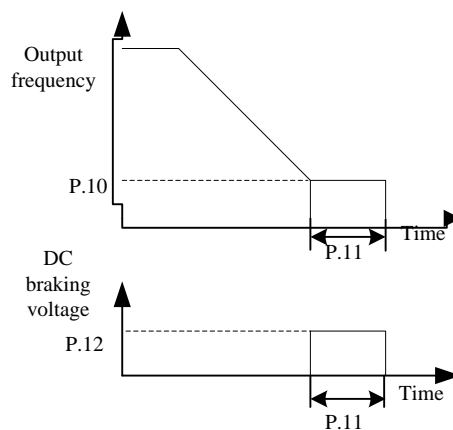 Output
frequency
P.10
Time
P.11
DC
braking
voltage
P.12
Time
P.11